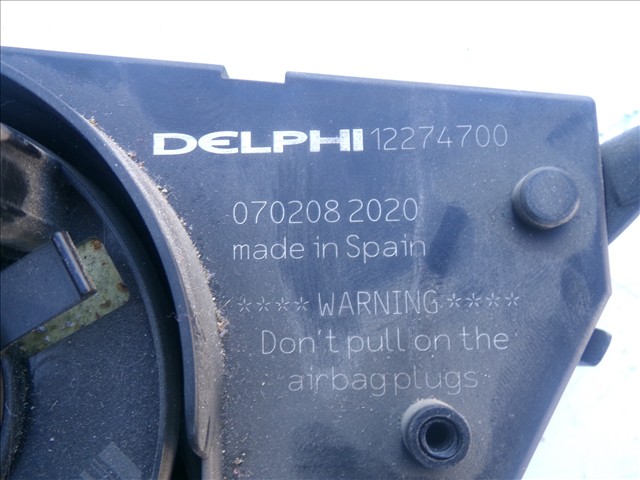 DELPHI 12274700
070208 2020
made in Spain
**** WARNING ****
Don't pull on the
airbag plugs